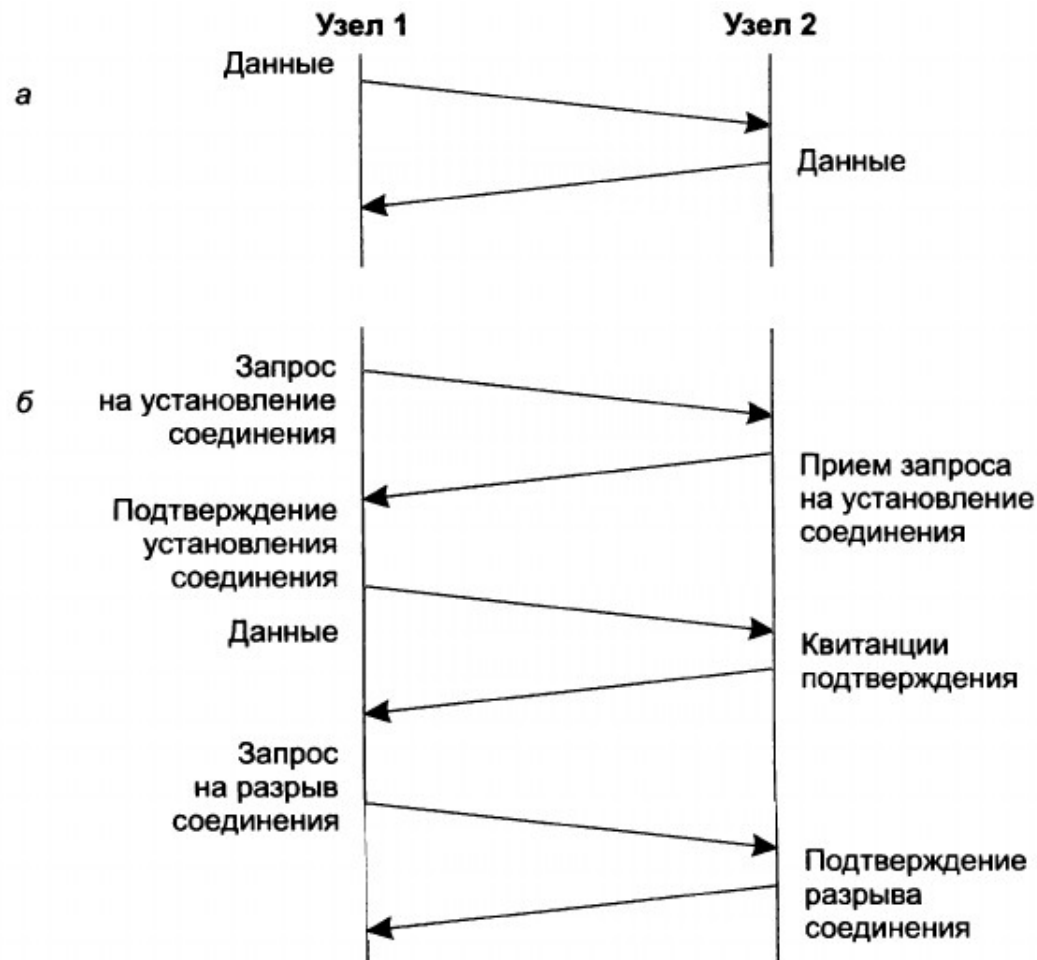 Узел 1
Узел 2
а
Данные
Данные
б
Запрос
на установление
соединения
Прием запроса
на установление
соединения
Подтверждение
установления
соединения
Данные
Квитанции
подтверждения
Запрос
на разрыв
соединения
Подтверждение
разрыва
соединения